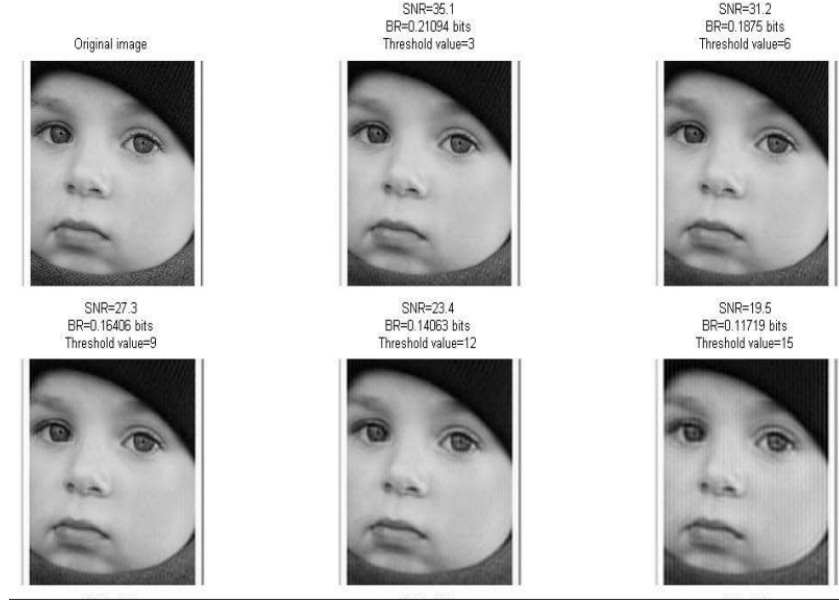 Original image
SNR=35.1
BR=0.21094 bits
Threshold value=3
SNR=31.2
BR=0.1875 bits
Threshold value=6
SNR=27.3
BR=0.16406 bits
Threshold value=9
SNR=23.4
BR=0.14063 bits
Threshold value=12
SNR=19.5
BR=0.11719 bits
Threshold value=15